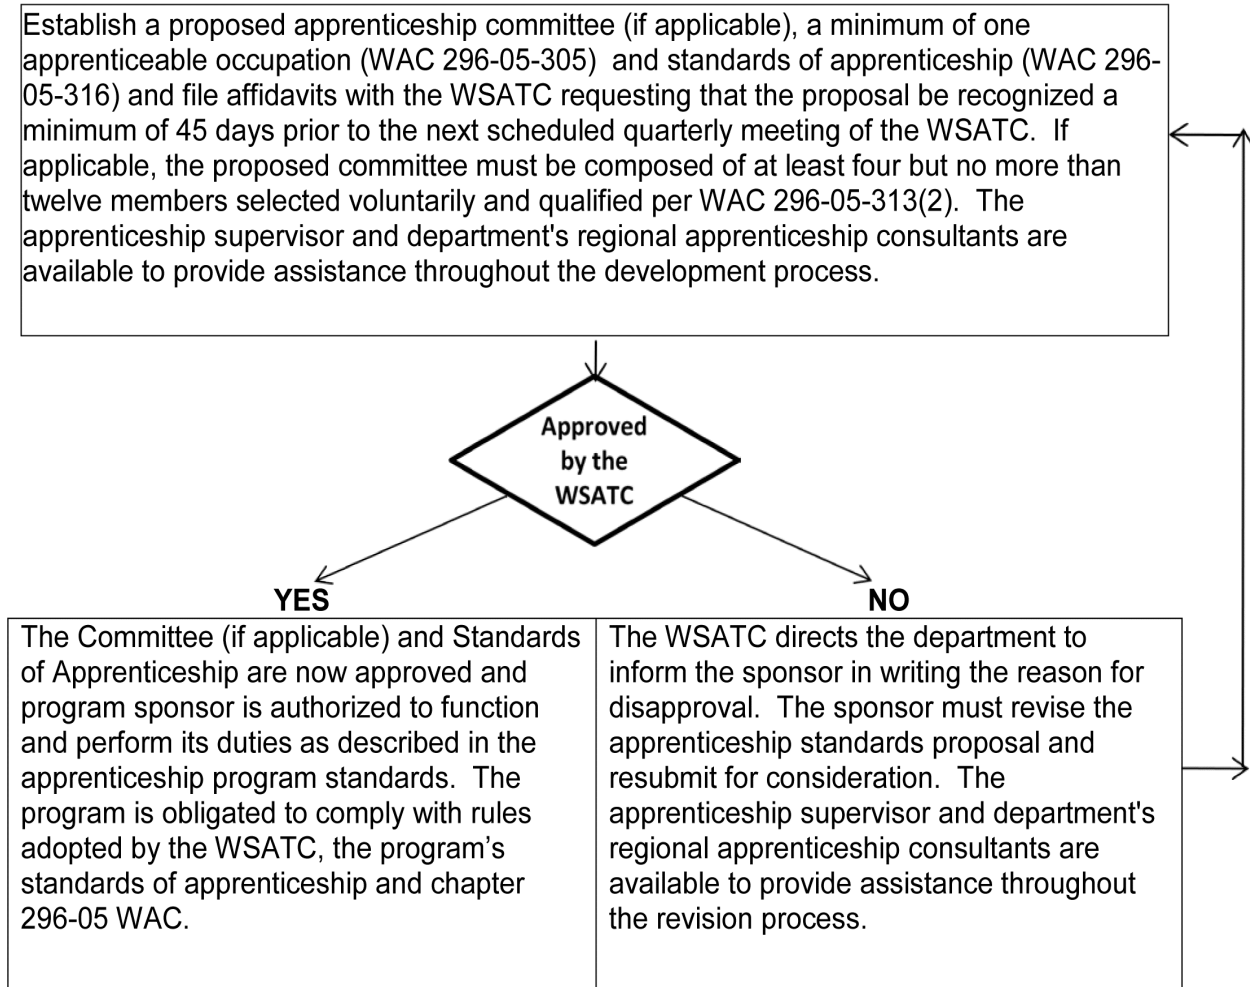 Establish a proposed apprenticeship committee (if applicable), a minimum of one
apprenticeable occupation (WAC 296-05-305)  and standards of apprenticeship (WAC 296-
05-316) and file affidavits with the WSATC requesting that the proposal be recognized a
minimum of 45 days prior to the next scheduled quarterly meeting of the WSATC.  If
applicable, the proposed committee must be composed of at least four but no more than
twelve members selected voluntarily and qualified per WAC 296-05-313(2).  The
apprenticeship supervisor and department's regional apprenticeship consultants are
available to provide assistance throughout the development process.
Approved
by the
WSATC
YES
The Committee (if applicable) and Standards
of Apprenticeship are now approved and
program sponsor is authorized to function
and perform its duties as described in the
apprenticeship program standards.  The
program is obligated to comply with rules
adopted by the WSATC, the program’s
standards of apprenticeship and chapter
296-05 WAC.
NO
The WSATC directs the department to
inform the sponsor in writing the reason for
disapproval.  The sponsor must revise the
apprenticeship standards proposal and
resubmit for consideration.  The
apprenticeship supervisor and department's
regional apprenticeship consultants are
available to provide assistance throughout
the revision process.